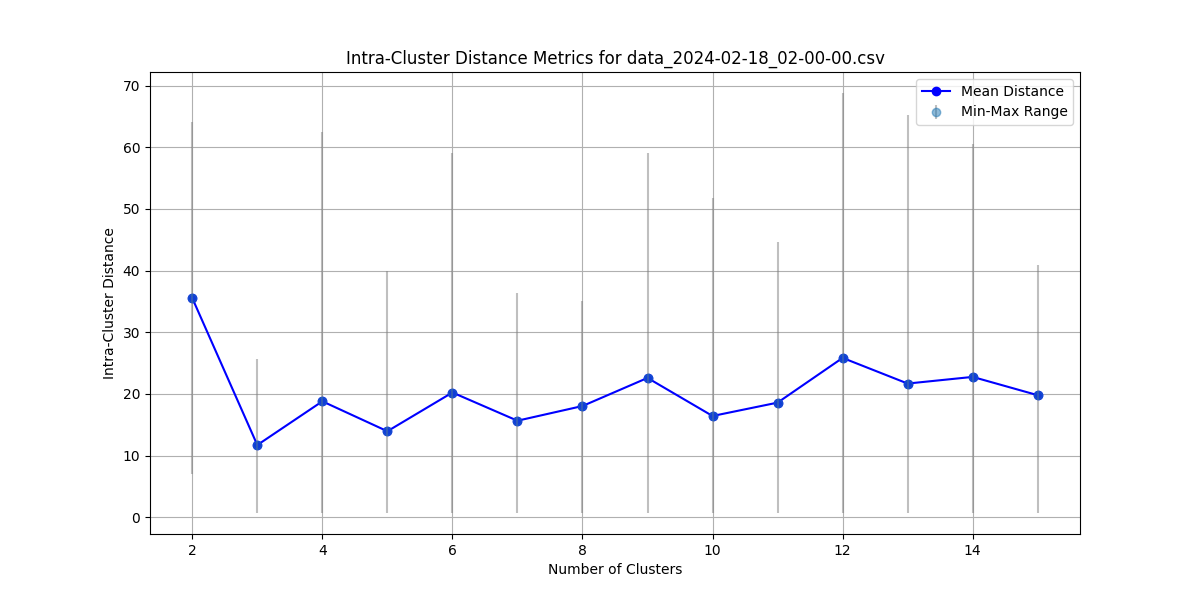 Intra-Cluster Distance Metrics for data_2024-02-18_02-00-00.csv
Mean Distance
Min-Max Range
70
60
50
40
30
20
10
0
Intra-Cluster Distance
2 4 6 8 10 12 14
Number of Clusters